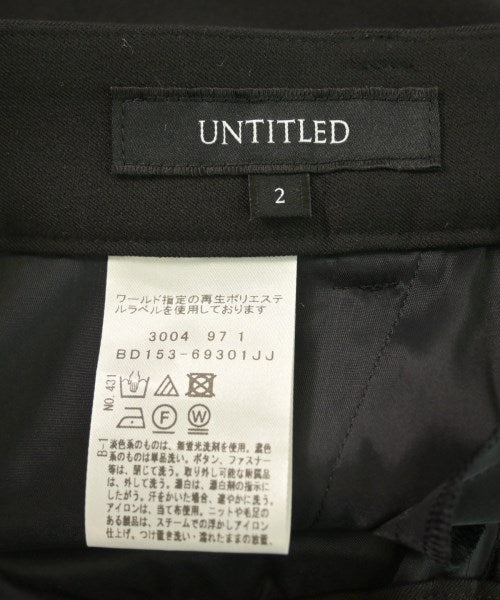 UNTITLED
2
ワールド指定の再生ポリエステ
ルラベルを使用しております
3004 97 1
BD153-69301JJ
NO.431
F
W
B-1
淡色系のものは、無蛍光洗剤を使用。濃色
系のものは単品洗い。ボタン、ファスナー
等は、閉じて洗う。取り外し可能な附属品
は、外して洗う。漂白は、漂白剤の指示に
したがう。汗をかいた場合、速やかに洗う。
アイロンは、当て布使用。ニットや毛足の
ある製品は、スチームでの浮かしアイロン
仕上げ。つけ置き洗い・濡れたままの放置、